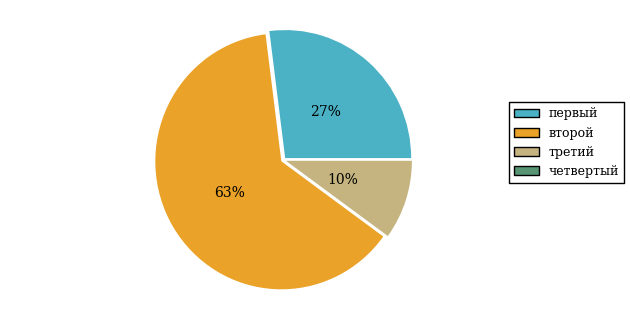 27%
63%
10%
первый
второй
третий
четвертый